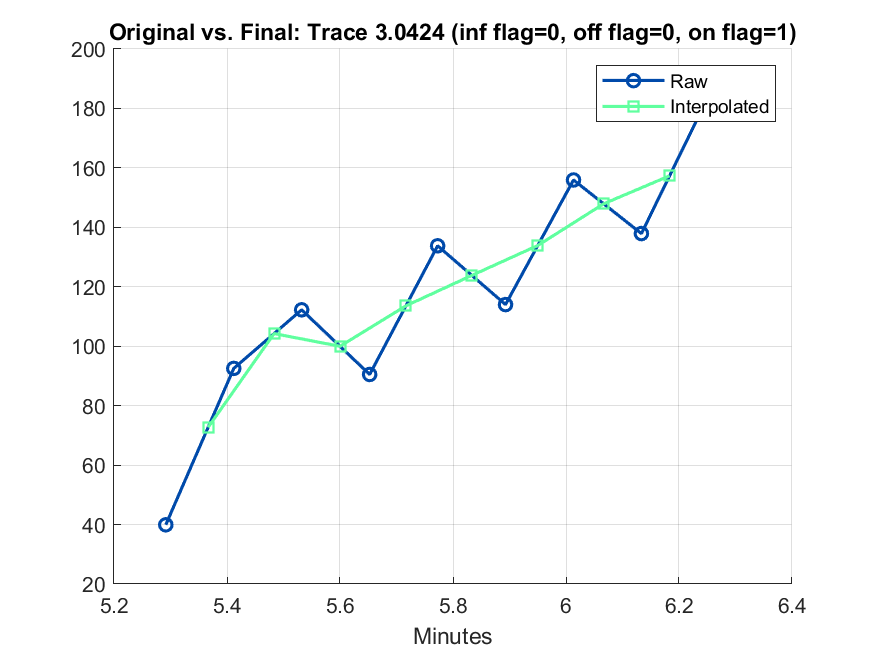 Original vs. Final: Trace 3.0424 (inf flag=0, off flag=0, on flag=1)
200
180
160
140
120
100
80
60
40
20
Raw
Interpolated
5.2 5.4 5.6 5.8 6 6.2 6.4
Minutes